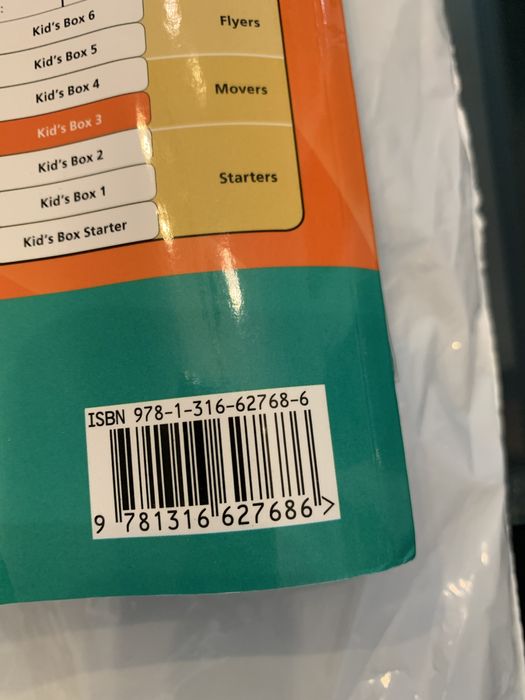 Kid's Box 6
Flyers
Kid's Box 5
Kid's Box 4
Movers
Kid's Box 3
Kid's Box 2
Kid's Box 1
Starters
Kid's Box Starter
ISBN 978-1-316-62768-6
9 781316 627686 >